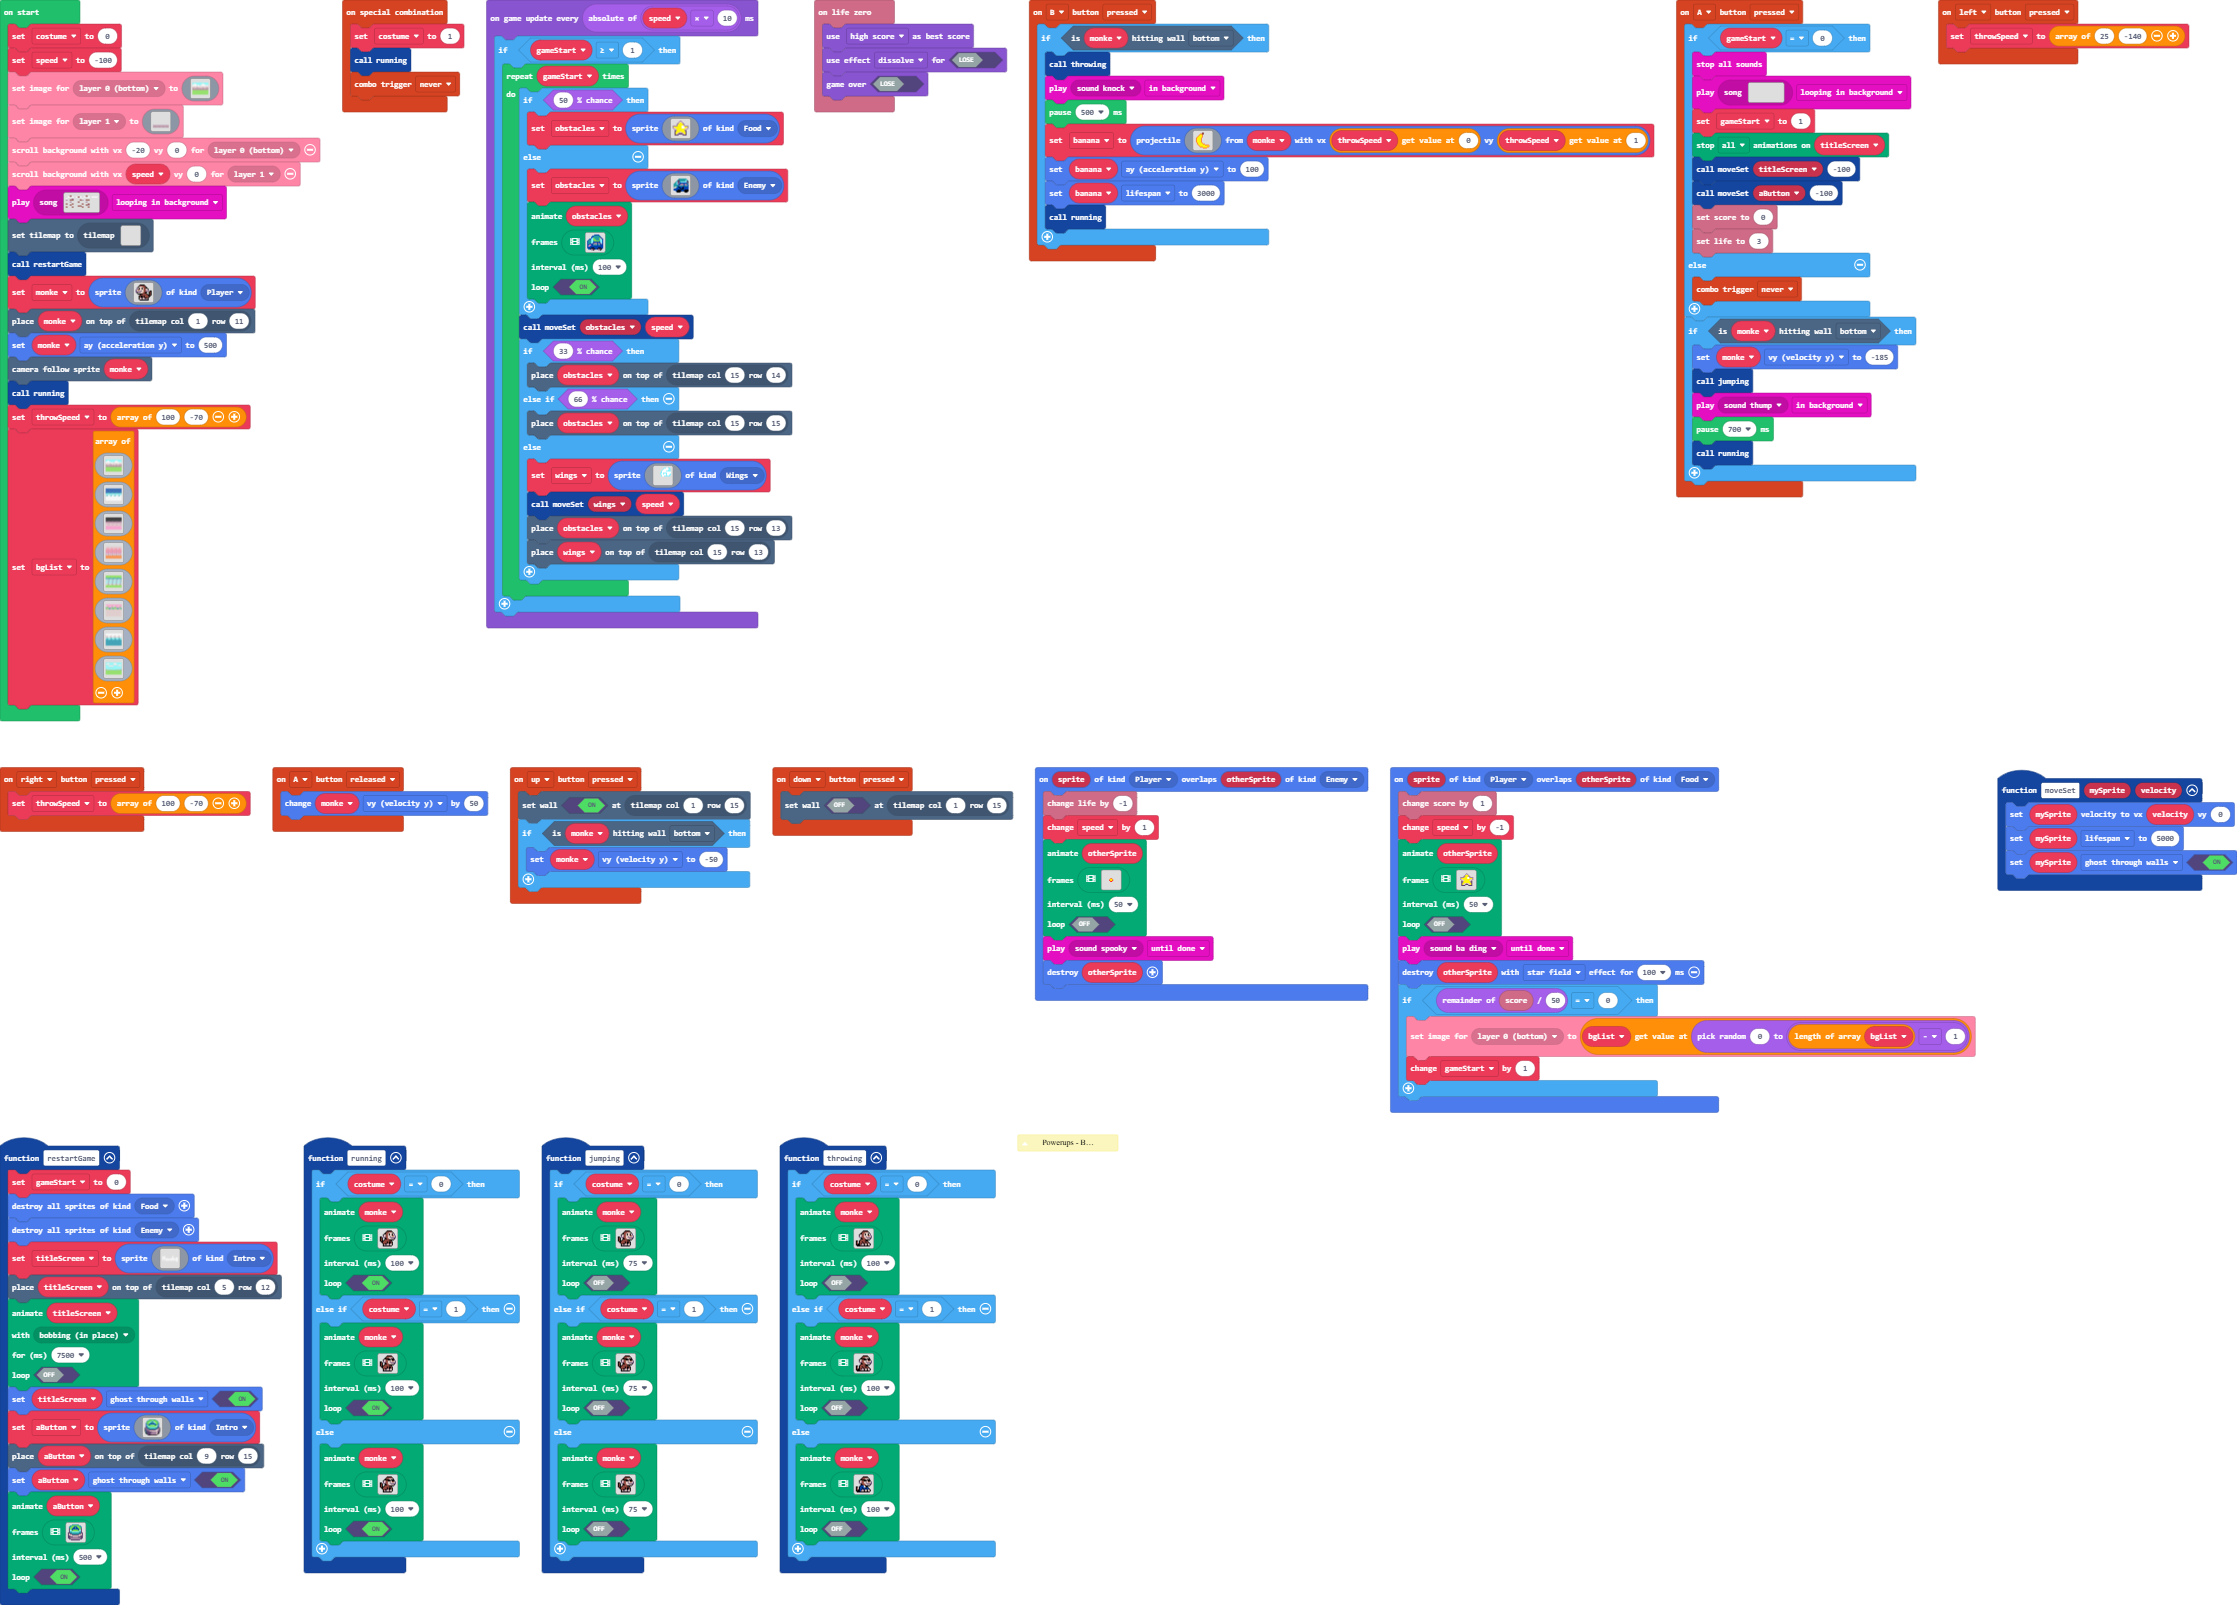 on start
set costume to 0
set speed to -100
set image for layer 0 (bottom) to
set image for layer 1 to
scroll background with vx -20 vy 0 for layer 0 (bottom)
scroll background with vx speed vy 0 for layer 1
play song looping in background
set tilemap to tilemap
call restartGame
set monke to sprite of kind Player
place monke on top of tilemap col 1 row 11
set monke ay (acceleration y) to 500
camera follow sprite monke
call running
set throwSpeed to array of 100 -70
set bgList to array of
on special combination
set costume to 1
call running
combo trigger never
on game update every absolute of speed × 10 ms
if gameStart ≥ 1 then
repeat gameStart times
do if 50 % chance then
set obstacles to sprite of kind Food
else
set obstacles to sprite of kind Enemy
animate obstacles
frames
interval (ms) 100
loop ON
call moveSet obstacles speed
if 33 % chance then
place obstacles on top of tilemap col 15 row 14
else if 66 % chance then
place obstacles on top of tilemap col 15 row 15
else
set wings to sprite of kind Wings
call moveSet wings speed
place obstacles on top of tilemap col 15 row 13
place wings on top of tilemap col 15 row 13
on life zero
use high score as best score
use effect dissolve for LOSE
game over LOSE
on B button pressed
if is monke hitting wall bottom then
call throwing
play sound knock in background
pause 500 ms
set banana to projectile from monke with vx throwSpeed get value at 0 vy throwSpeed get value at 1
set banana ay (acceleration y) to 100
set banana lifespan to 3000
call running
on A button pressed
if gameStart = 0 then
stop all sounds
play song looping in background
set gameStart to 1
stop all animations on titleScreen
call moveSet titleScreen -100
call moveSet aButton -100
set score to 0
set life to 3
else
combo trigger never
if is monke hitting wall bottom then
set monke vy (velocity y) to -185
call jumping
play sound thump in background
pause 700 ms
call running
on left button pressed
set throwSpeed to array of 25 -140
on right button pressed
set throwSpeed to array of 100 -70
on A button released
change monke vy (velocity y) by 50
on up button pressed
set wall ON at tilemap col 1 row 15
if is monke hitting wall bottom then
set monke vy (velocity y) to -50
on down button pressed
set wall OFF at tilemap col 1 row 15
on sprite of kind Player overlaps otherSprite of kind Enemy
change life by -1
change speed by 1
animate otherSprite
frames
interval (ms) 50
loop OFF
play sound spooky until done
destroy otherSprite
on sprite of kind Player overlaps otherSprite of kind Food
change score by 1
change speed by -1
animate otherSprite
frames
interval (ms) 50
loop OFF
play sound ba ding until done
destroy otherSprite with star field effect for 100 ms
if remainder of score / 50 = 0 then
set image for layer 0 (bottom) to bgList get value at pick random 0 to length of array bgList - 1
change gameStart by 1
function moveSet mySprite velocity
set mySprite velocity to vx velocity vy 0
set mySprite lifespan to 5000
set mySprite ghost through walls ON
function restartGame
set gameStart to 0
destroy all sprites of kind Food
destroy all sprites of kind Enemy
set titleScreen to sprite of kind Intro
place titleScreen on top of tilemap col 5 row 12
animate titleScreen
with bobbing (in place)
for (ms) 7500
loop OFF
set titleScreen ghost through walls ON
set aButton to sprite of kind Intro
place aButton on top of tilemap col 9 row 15
set aButton ghost through walls ON
animate aButton
frames
interval (ms) 500
loop ON
function running
if costume = 0 then
animate monke
frames
interval (ms) 100
loop ON
else if costume = 1 then
animate monke
frames
interval (ms) 100
loop ON
else
animate monke
frames
interval (ms) 100
loop ON
function jumping
if costume = 0 then
animate monke
frames
interval (ms) 75
loop OFF
else if costume = 1 then
animate monke
frames
interval (ms) 75
loop OFF
else
animate monke
frames
interval (ms) 75
loop OFF
function throwing
if costume = 0 then
animate monke
frames
interval (ms) 100
loop OFF
else if costume = 1 then
animate monke
frames
interval (ms) 100
loop OFF
else
animate monke
frames
interval (ms) 100
loop OFF
Powerups - B...